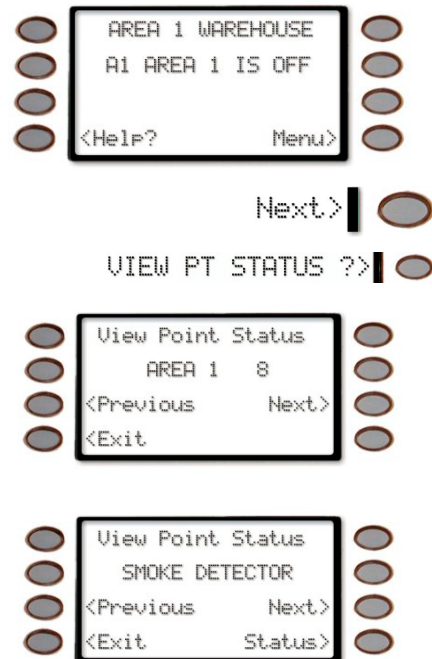 AREA 1 WAREHOUSE
A1 AREA 1 IS OFF
<Help? Menu>
Next>
VIEW PT STATUS ?>
View Point Status
AREA 1 8
<Previous Next>
<Exit
View Point Status
SMOKE DETECTOR
<Previous Next>
<Exit Status>